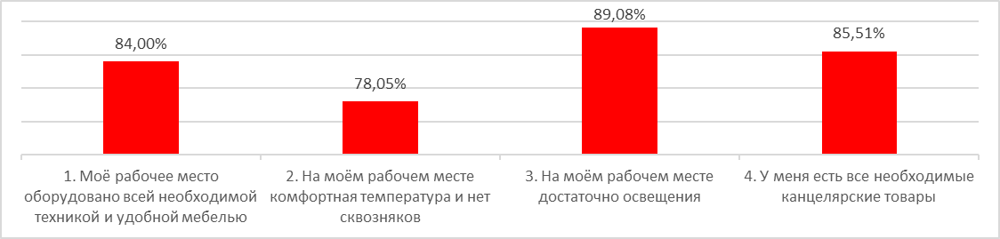 84,00%
78,05%
89,08%
85,51%
1. Моё рабочее место
оборудовано всей необходимой
техникой и удобной мебелью
2. На моём рабочем месте
комфортная температура и нет
сквозняков
3. На моём рабочем месте
достаточно освещения
4. У меня есть все необходимые
канцелярские товары